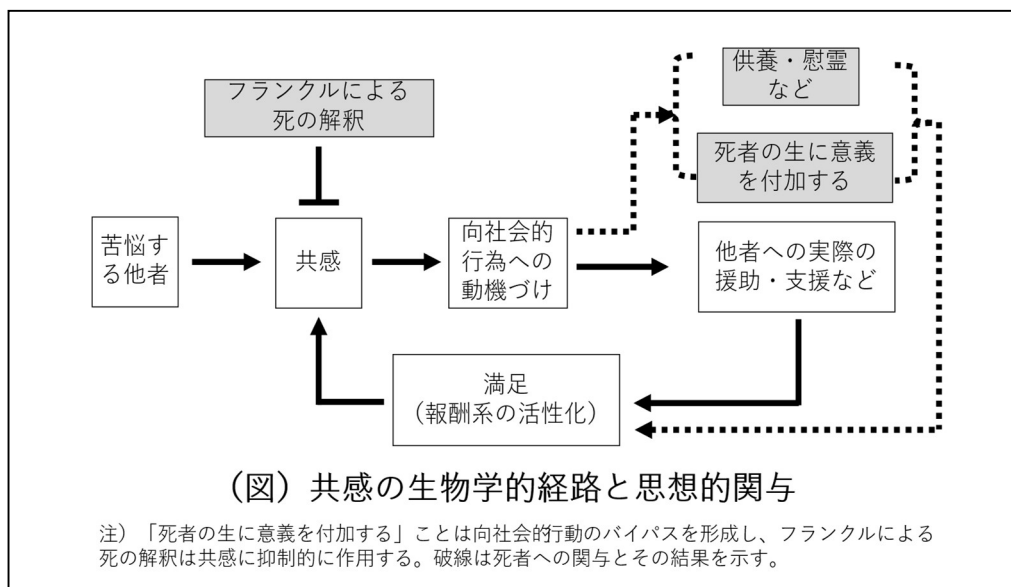 供養・慰霊
など
フランクルによる
死の解釈
死者の生に意義
を付加する
苦悩す
る他者
共感
向社会的
行為への
動機づけ
他者への実際の
援助・支援など
満足
（報酬系の活性化）
（図）共感の生物学的経路と思想的関与
注）「死者の生に意義を付加する」ことは向社会的行動のバイパスを形成し、フランクルによる
死の解釈は共感に抑制的に作用する。破線は死者への関与とその結果を示す。